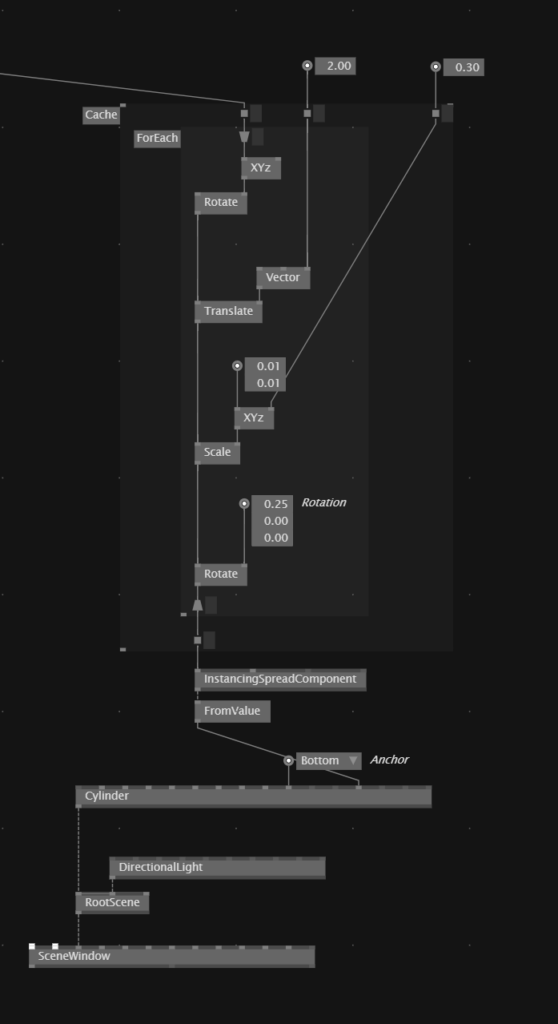 2.00
0.30
Cache
ForEach
XYz
Rotate
Vector
Translate
0.01
0.01
XYz
Scale
0.25
0.00
0.00
Rotation
Rotate
InstancingSpreadComponent
FromValue
Bottom
Anchor
Cylinder
DirectionalLight
RootScene
SceneWindow